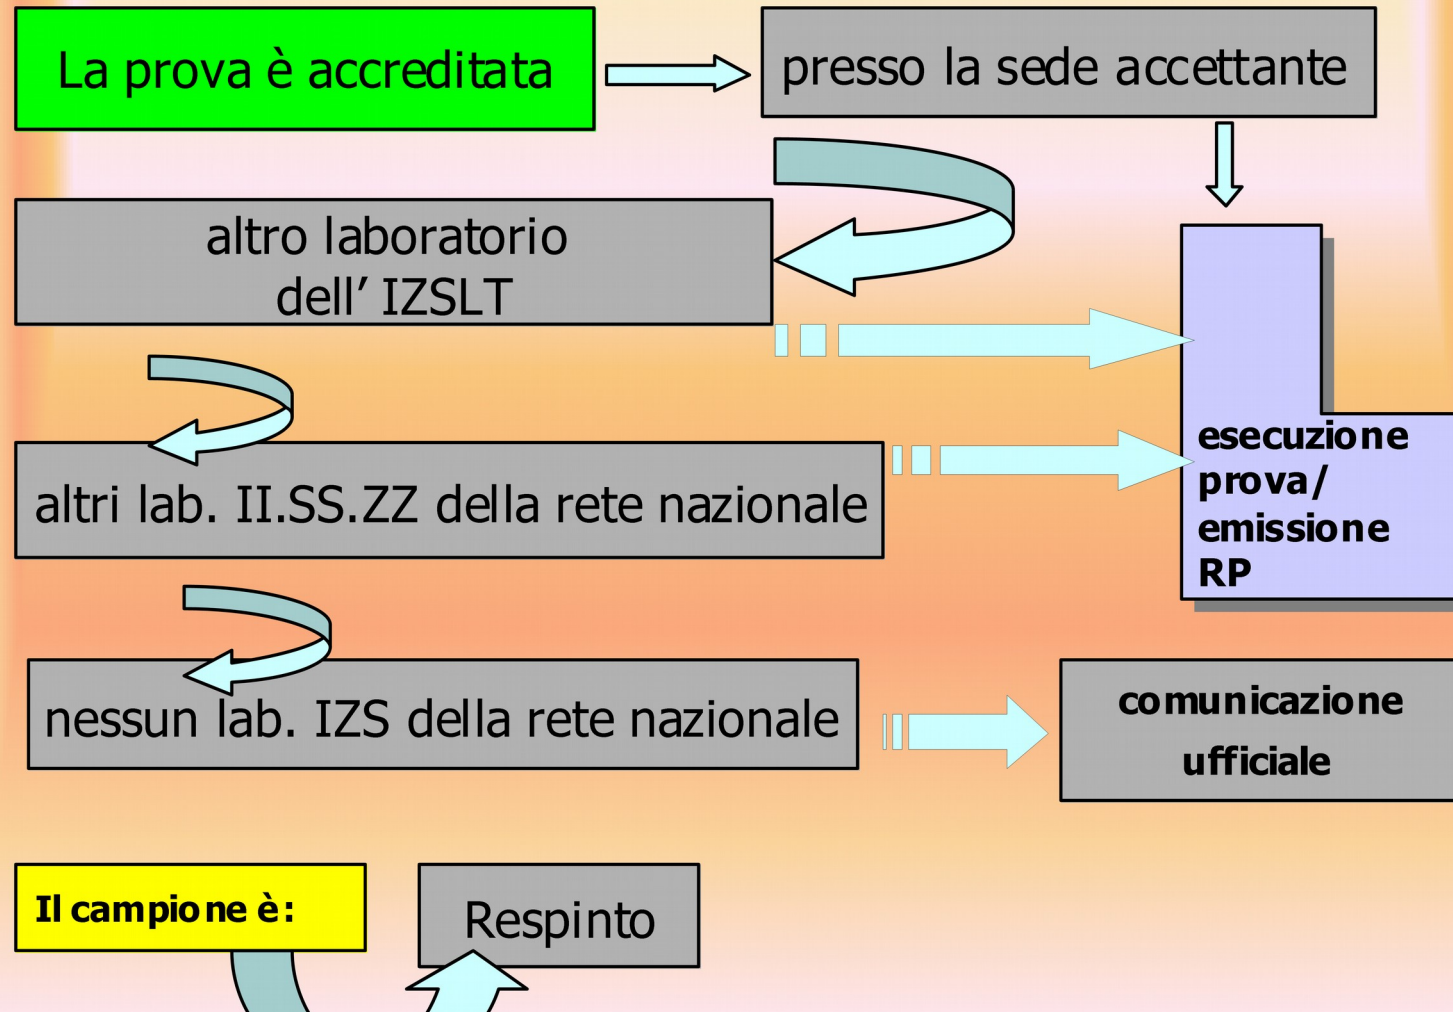 La prova è accreditata
presso la sede accettante
altro laboratorio
dell’ IZSLT
altri lab. II.SS.ZZ della rete nazionale
esecuzione
prova/
emissione
RP
nessun lab. IZS della rete nazionale
comunicazione
ufficiale
Il campione è:
Respinto